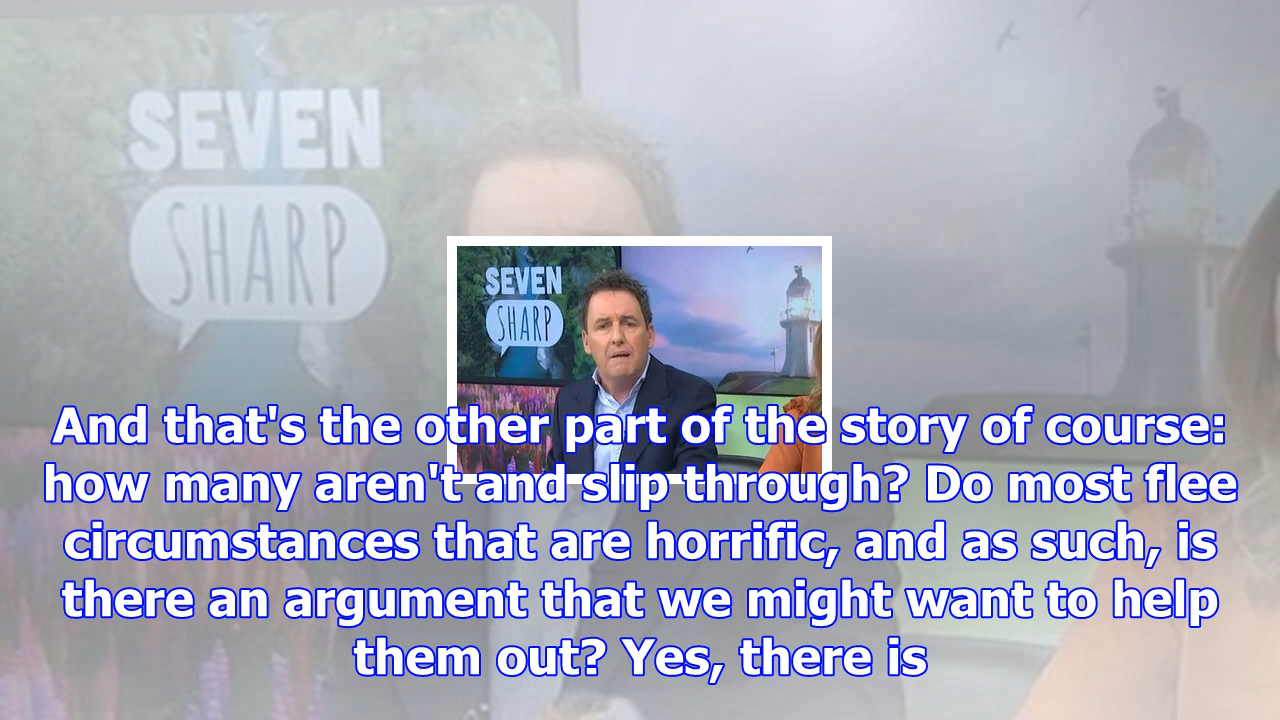 SEVEN
SHARP
SEVEN
SHARP
And that's the other part of the story of course:
how many aren't and slip through? Do most flee
circumstances that are horrific, and as such, is
there an argument that we might want to help
them out? Yes, there is